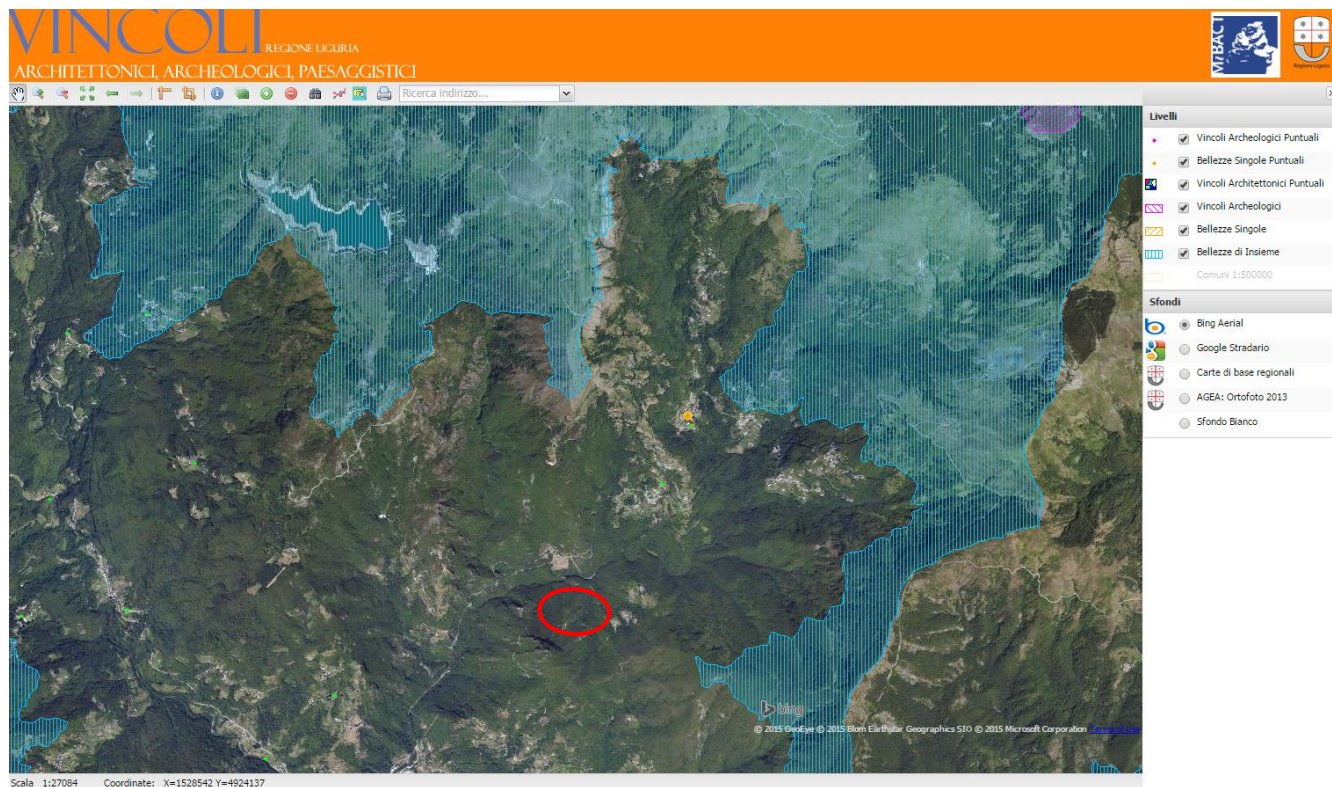 VINCOLI REGIONE LIGURIA
ARCHITETTONICI, ARCHEOLOGICI, PAESAGGISTICI
MiBACT
Regione Liguria
Ricerca indirizzo...
Livelli
Vincoli Archeologici Puntuali
Bellezze Singole Puntuali
Vincoli Architettonici Puntuali
Vincoli Archeologici
Bellezze Singole
Bellezze di Insieme
Comuni 1:500000
Sfondi
Bing Aerial
Google Stradario
Carte di base regionali
AGEA: Ortofoto 2013
Sfondo Bianco
bing
© 2015 GeoEye © 2015 Blom Earthstar Geographics SIO © 2015 Microsoft Corporation Terms of Use
Scala 1:27084 Coordinate: X=1528542 Y=4924137